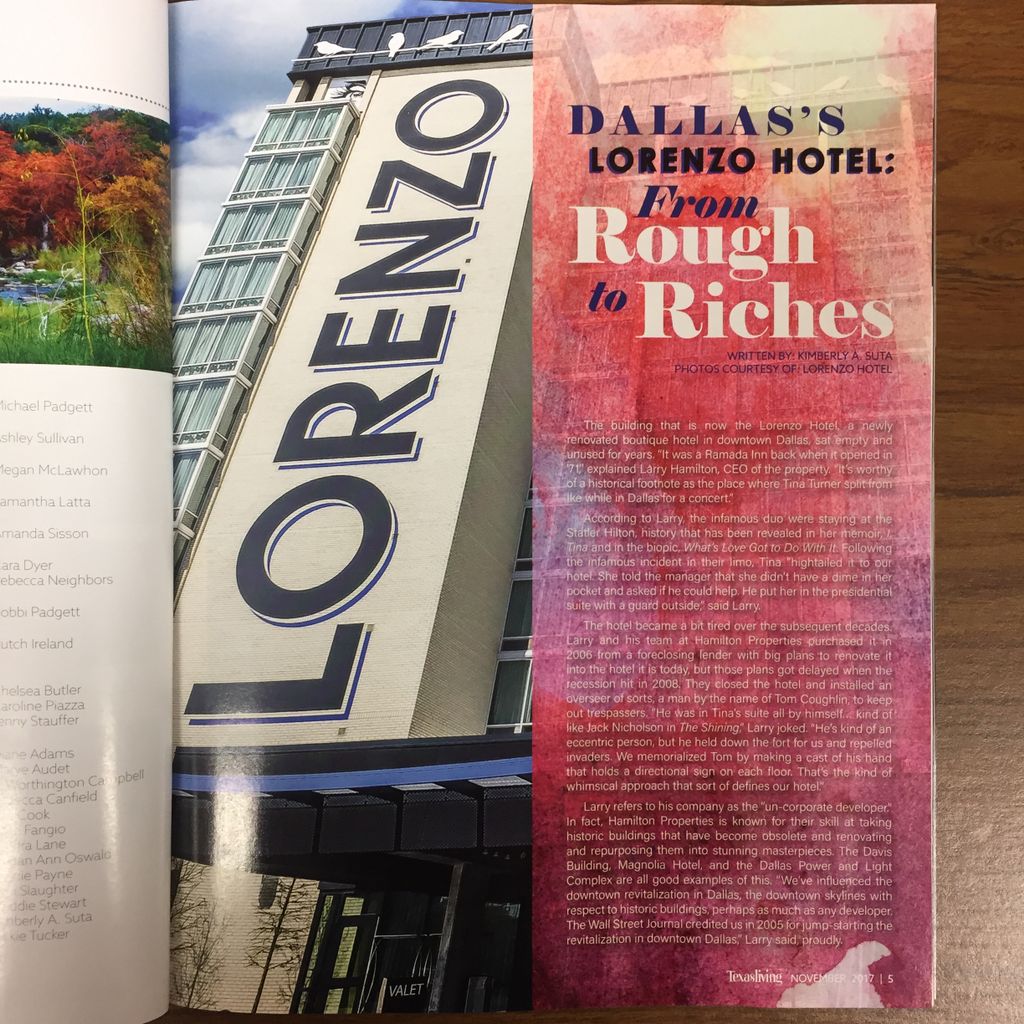 Michael Padgett
Ashley Sullivan
Megan McLawhon
Samantha Latta
Amanda Sisson
Cara Dyer
Rebecca Neighbors
Bobbi Padgett
Butch Ireland
Chelsea Butler
Caroline Piazza
Jenny Stauffer
Adams
Audet
Worthington Campbell
Canfield
Cook
Fangio
Lane
Ann Oswald
Payne
Slaughter
Stewart
Kimberly A. Suta
Tucker
LORENZO
VALET
DALLAS'S
LORENZO HOTEL:
From
Rough
to Riches
WRITTEN BY: KIMBERLY A. SUTA
PHOTOS COURTESY OF: LORENZO HOTEL
The building that is now the Lorenzo Hotel, a newly
renovated boutique hotel in downtown Dallas, sat empty and
unused for years. "It was a Ramada Inn back when it opened in
'71," explained Larry Hamilton, CEO of the property. "It's worthy
of a historical footnote as the place where Tina Turner split from
Ike while in Dallas for a concert."
According to Larry, the infamous duo were staying at the
Statler Hilton, history that has been revealed in her memoir, I,
Tina and in the biopic, What's Love Got to Do With It. Following
the infamous incident in their limo, Tina "hightailed it to our
hotel. She told the manager that she didn't have a dime in her
pocket and asked if he could help. He put her in the presidential
suite with a guard outside," said Larry.
The hotel became a bit tired over the subsequent decades.
Larry and his team at Hamilton Properties purchased it in
2006 from a foreclosing lender with big plans to renovate it
into the hotel it is today, but those plans got delayed when the
recession hit in 2008. They closed the hotel and installed an
overseer of sorts, a man by the name of Tom Coughlin, to keep
out trespassers. "He was in Tina's suite all by himself... kind of
like Jack Nicholson in The Shining," Larry joked. "He's kind of an
eccentric person, but he held down the fort for us and repelled
invaders. We memorialized Tom by making a cast of his hand
that holds a directional sign on each floor. That's the kind of
whimsical approach that sort of defines our hotel."
Larry refers to his company as the "un-corporate developer."
In fact, Hamilton Properties is known for their skill at taking
historic buildings that have become obsolete and renovating
and repurposing them into stunning masterpieces. The Davis
Building, Magnolia Hotel, and the Dallas Power and Light
Complex are all good examples of this. "We've influenced the
downtown revitalization in Dallas, the downtown skylines with
respect to historic buildings, perhaps as much as any developer.
The Wall Street Journal credited us in 2005 for jump-starting the
revitalization in downtown Dallas," Larry said, proudly.
Texasliving NOVEMBER 2017 | 5